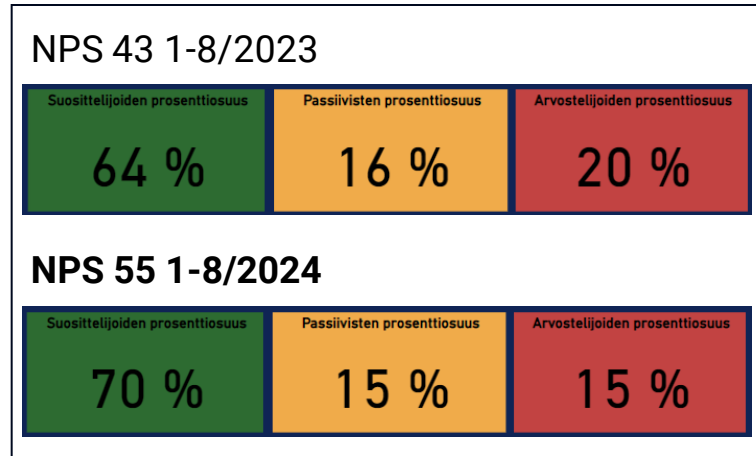 NPS 43 1-8/2023
Suosittelijoiden prosenttiosuus Passiivisten prosenttiosuus Arvostelijoiden prosenttiosuus
64 % 16 % 20 %
NPS 55 1-8/2024
Suosittelijoiden prosenttiosuus Passiivisten prosenttiosuus Arvostelijoiden prosenttiosuus
70 % 15 % 15 %